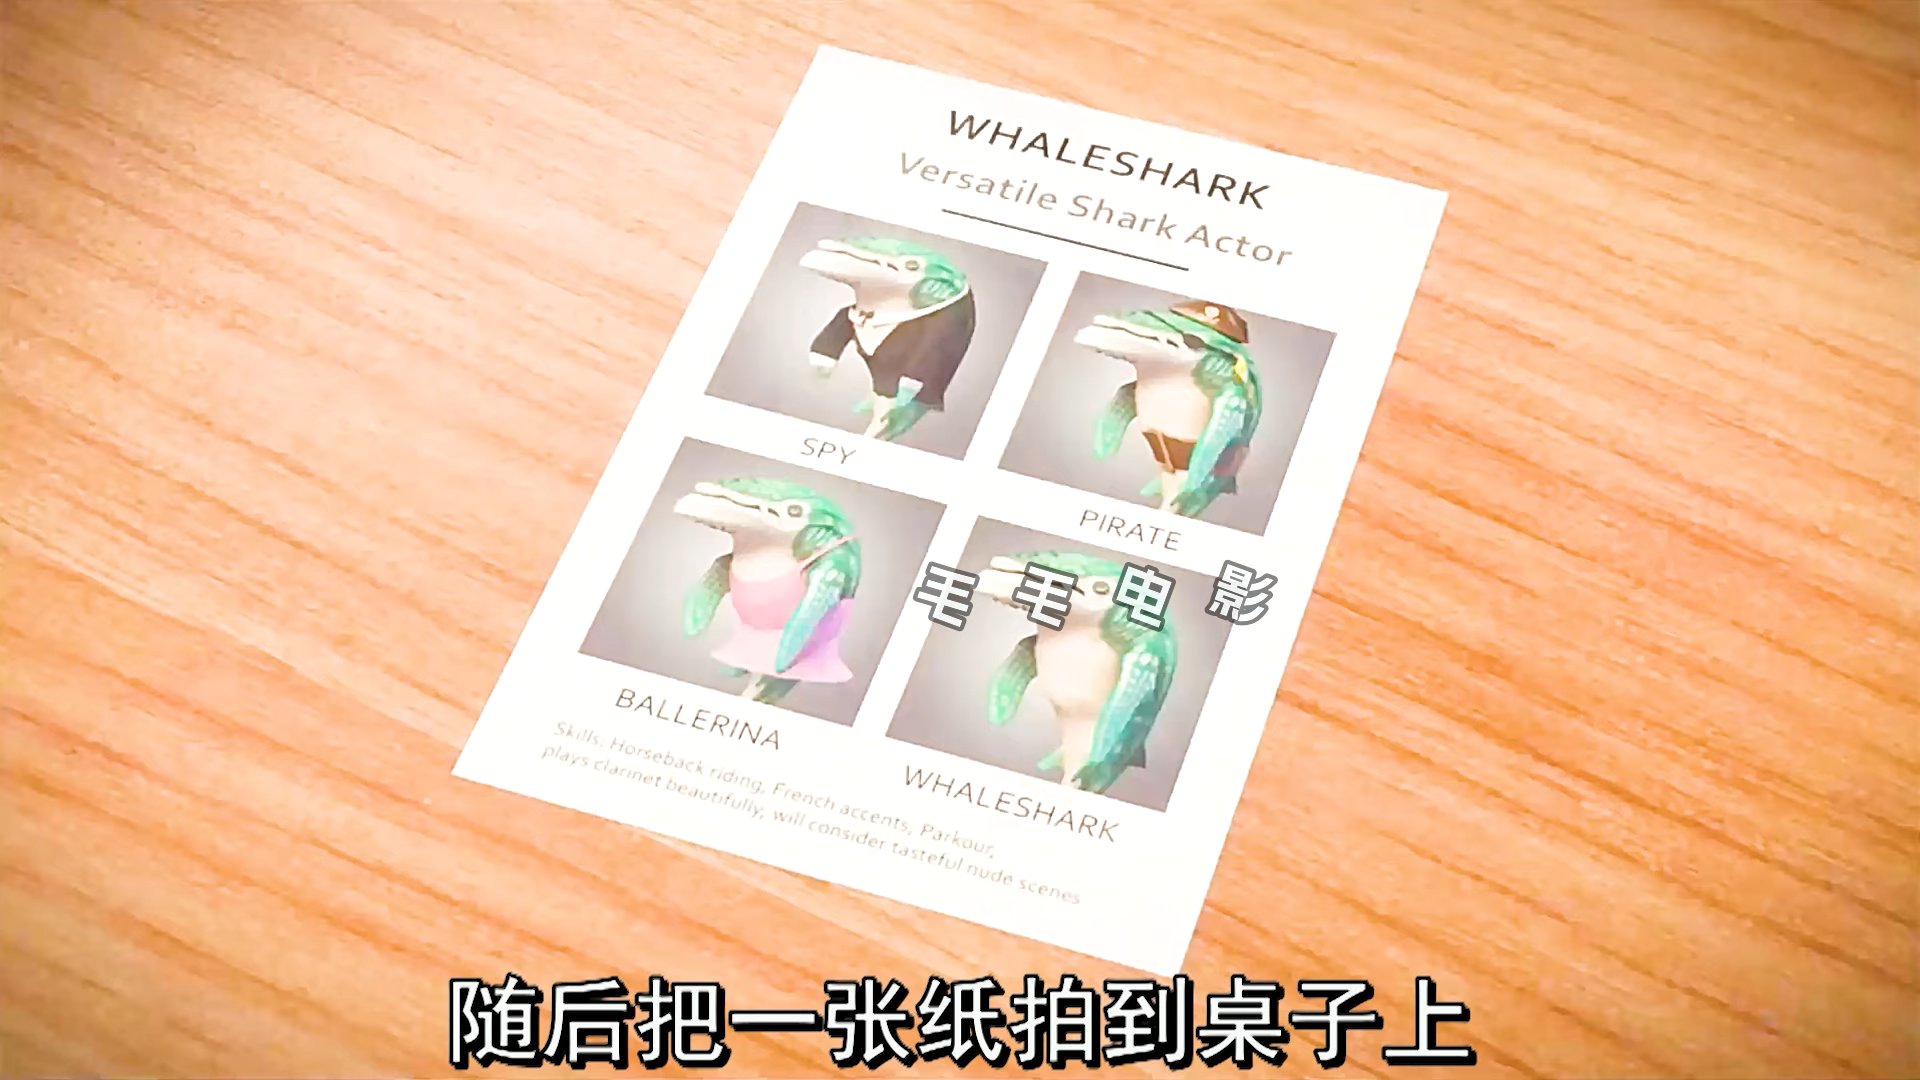 WHALESHARK
Versatile Shark Actor
SPY
PIRATE
BALLERINA
WHALESHARK
Skills: Horseback riding, French accents, Parkour,
plays clarinet beautifully, will consider tasteful nude scenes
毛毛电影
随后把一张纸拍到桌子上